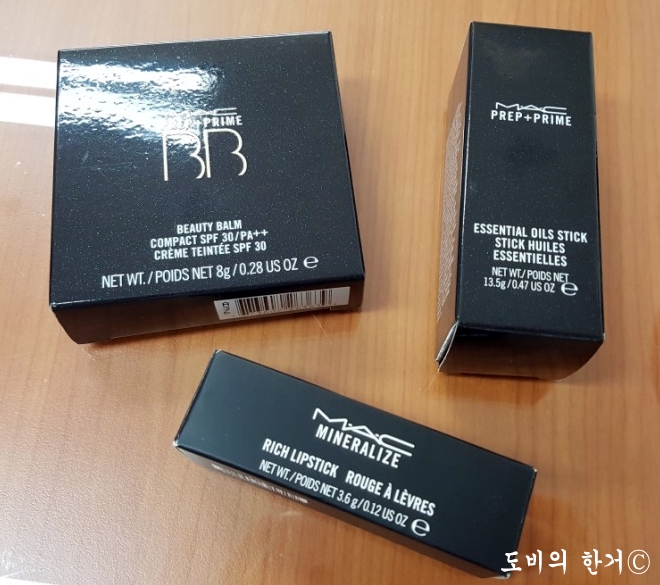 MAC
PREP+PRIME
BB
BEAUTY BALM
COMPACT SPF 30/PA++
CRÈME TEINTÉE SPF 30
NET WT./POIDS NET 8g/0.28 US OZ ℮
MAC
PREP+PRIME
ESSENTIAL OILS STICK
STICK HUILES
ESSENTIELLES
NET WT./POIDS NET
13.5g/0.47 US OZ ℮
MAC
MINERALIZE
RICH LIPSTICK ROUGE À LÈVRES
NET WT./POIDS NET 3.6 g/0.12 US OZ ℮
도비의 한거©